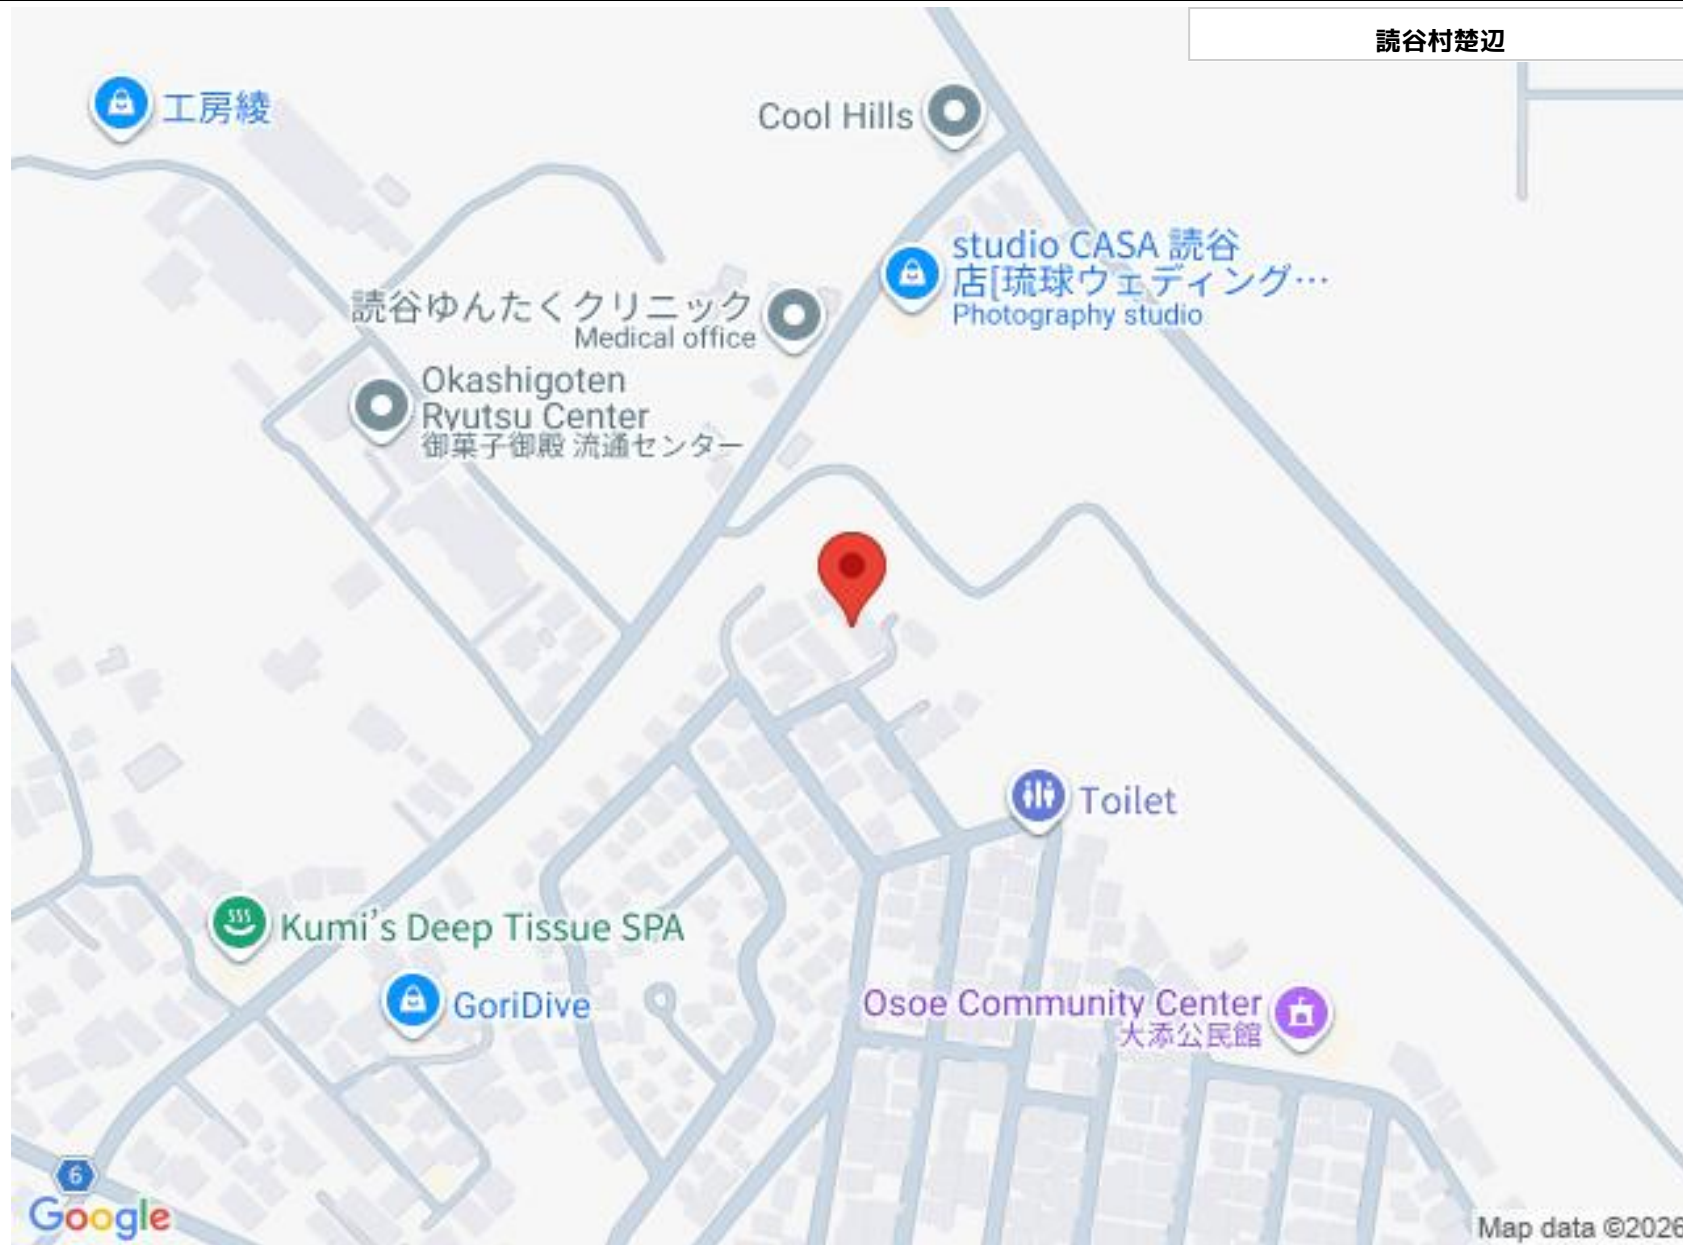 読谷村楚辺
工房綾
Cool Hills
studio CASA 読谷
店[琉球ウェディング…
Photography studio
読谷ゆんたくクリニック
Medical office
Okashigoten
Ryutsu Center
御菓子御殿 流通センター
Toilet
Kumi's Deep Tissue SPA
GoriDive
Osoe Community Center
大添公民館
6
Google
Map data ©2026